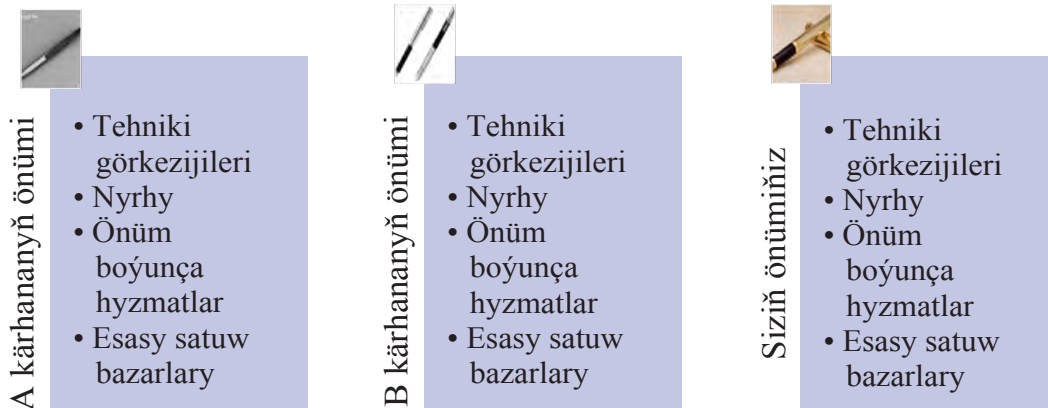 A kärhananyň önümi
• Tehniki
görkezijileri
• Nyrhy
• Önüm
boýunça
hyzmatlar
• Esasy satuw
bazarlary
B kärhananyň önümi
• Tehniki
görkezijileri
• Nyrhy
• Önüm
boýunça
hyzmatlar
• Esasy satuw
bazarlary
Siziň önümiňiz
• Tehniki
görkezijileri
• Nyrhy
• Önüm
boýunça
hyzmatlar
• Esasy satuw
bazarlary